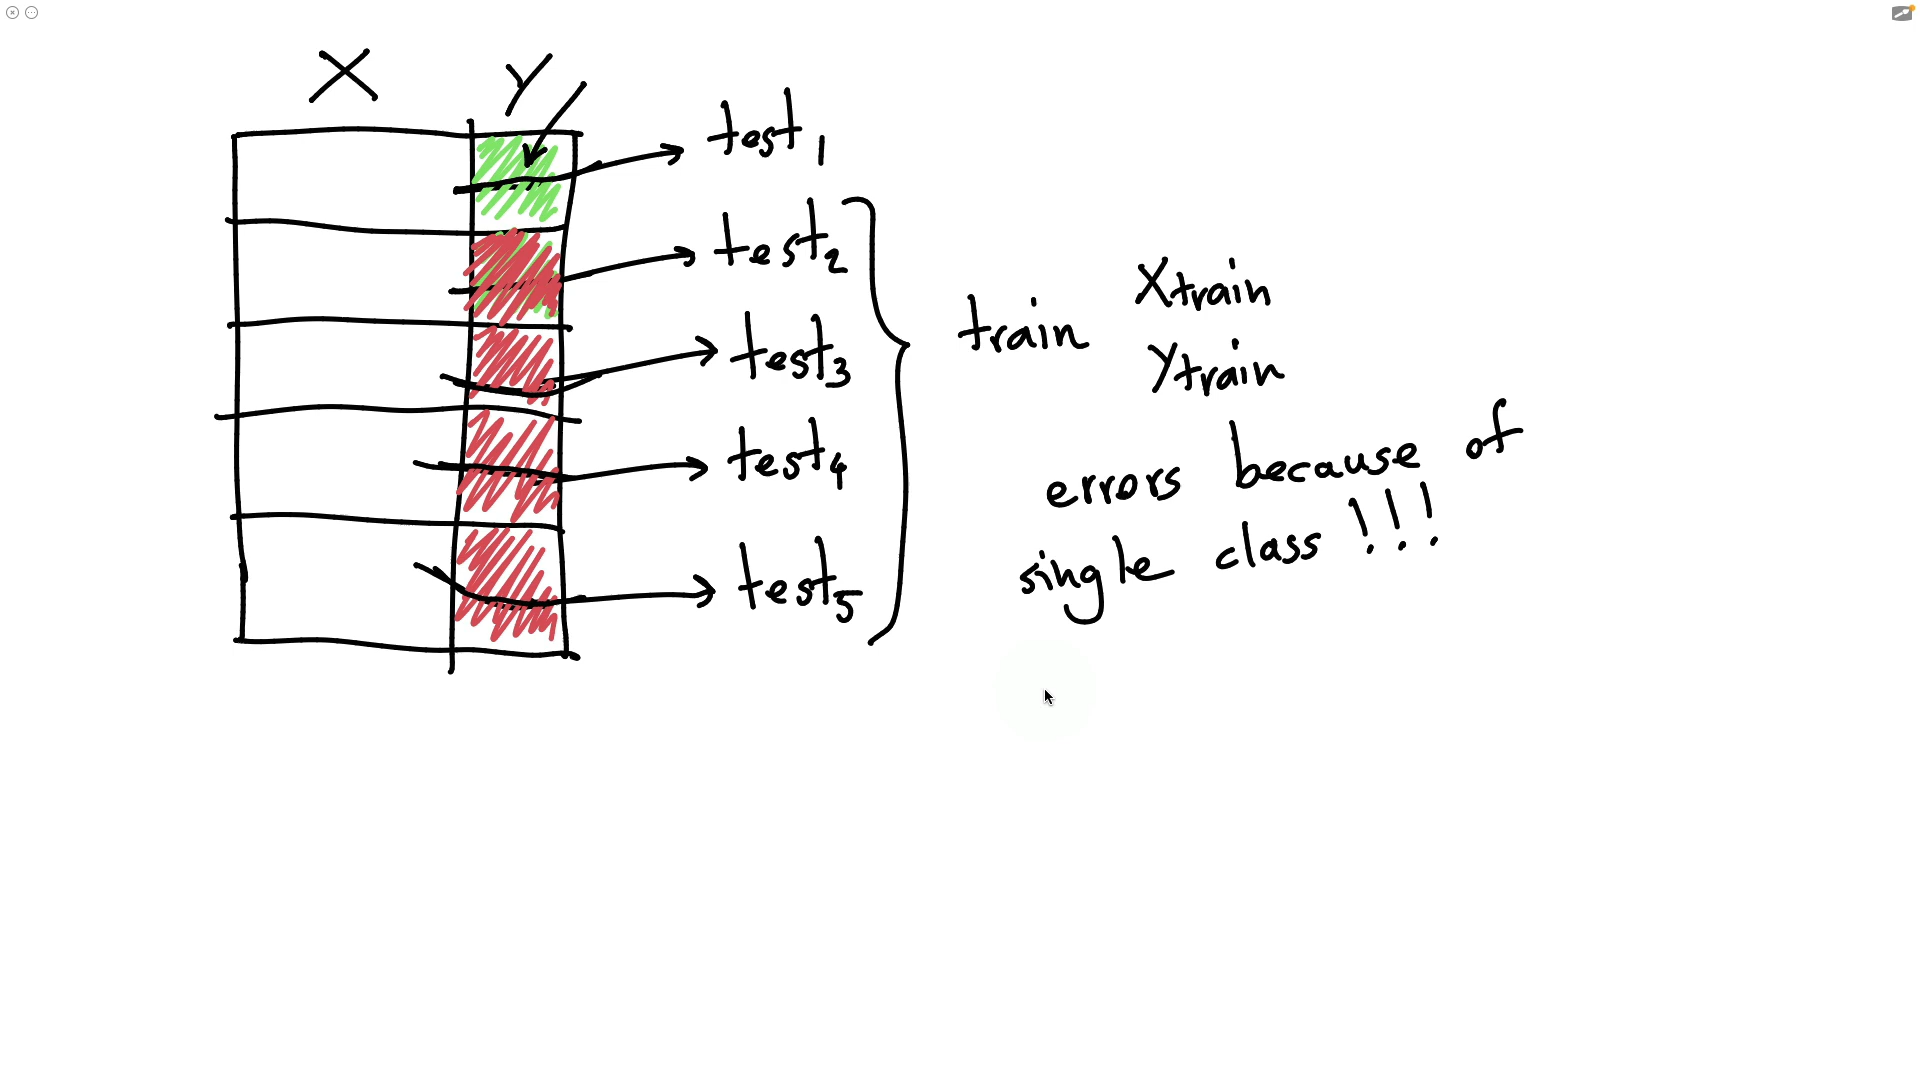 X Y
test1
test2
test3
test4
test5
train
Xtrain
Ytrain
errors because of
single class !!!